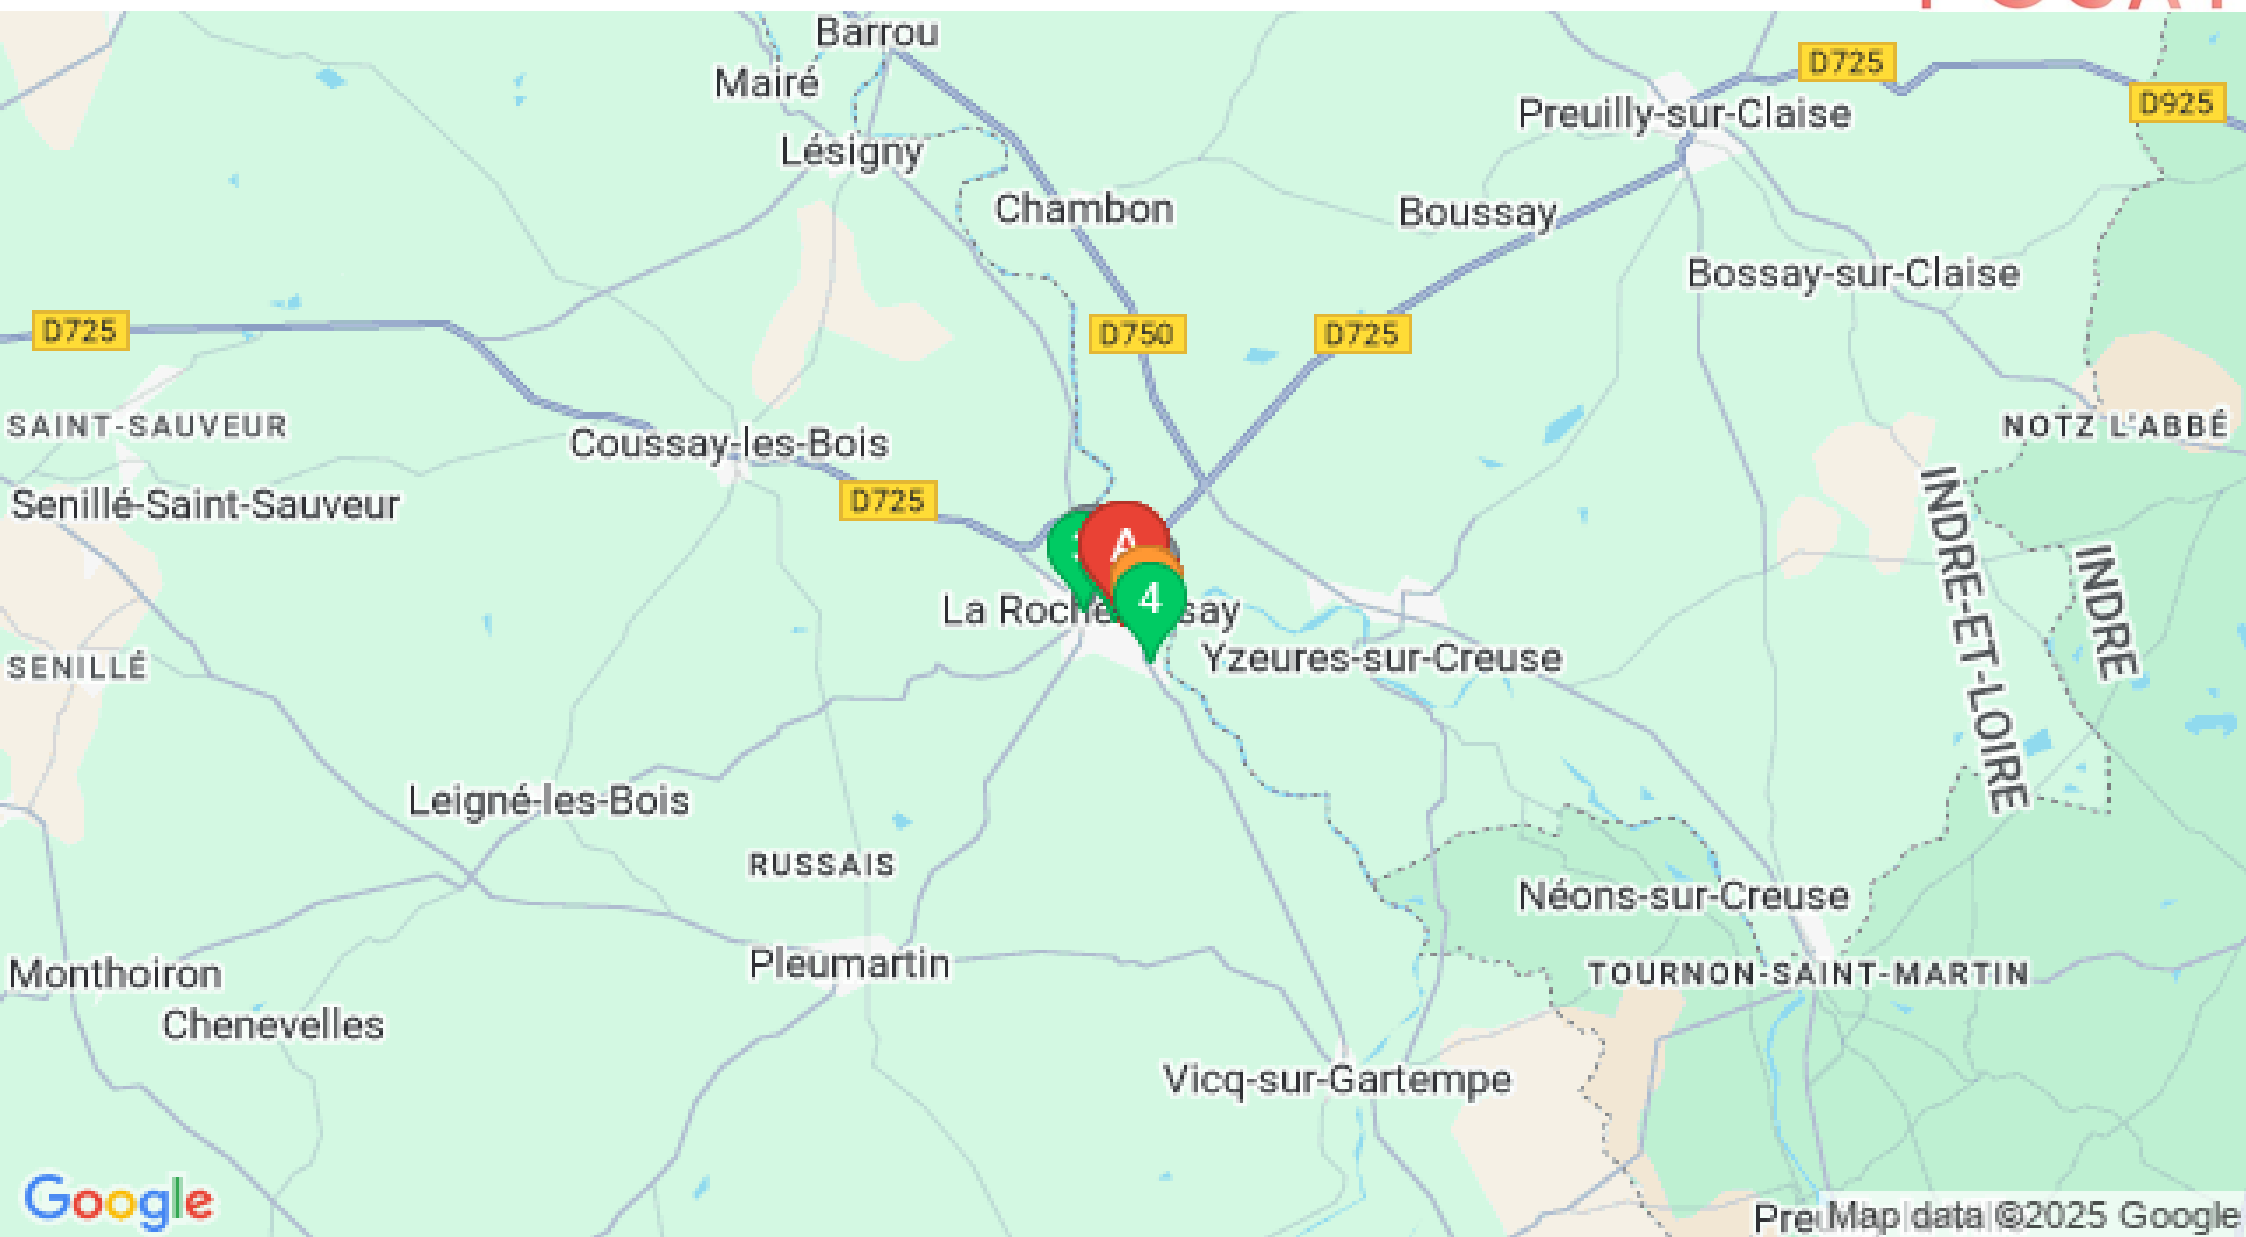 Barrou
Mairé
D725
D925
Preuilly-sur-Claise
Lésigny
Chambon
Boussay
Bossay-sur-Claise
D725
D750
D725
SAINT-SAUVEUR
NOTZ L'ABBÉ
Coussay-les-Bois
D725
Senillé-Saint-Sauveur
INDRE-ET-LOIRE
INDRE
A
4
La Roche
say
Yzeures-sur-Creuse
SENILLÉ
Leigné-les-Bois
RUSSAIS
Néons-sur-Creuse
Pleumartin
Monthoiron
TOURNON-SAINT-MARTIN
Chenevelles
Vicq-sur-Gartempe
Google
Map data ©2025 Google